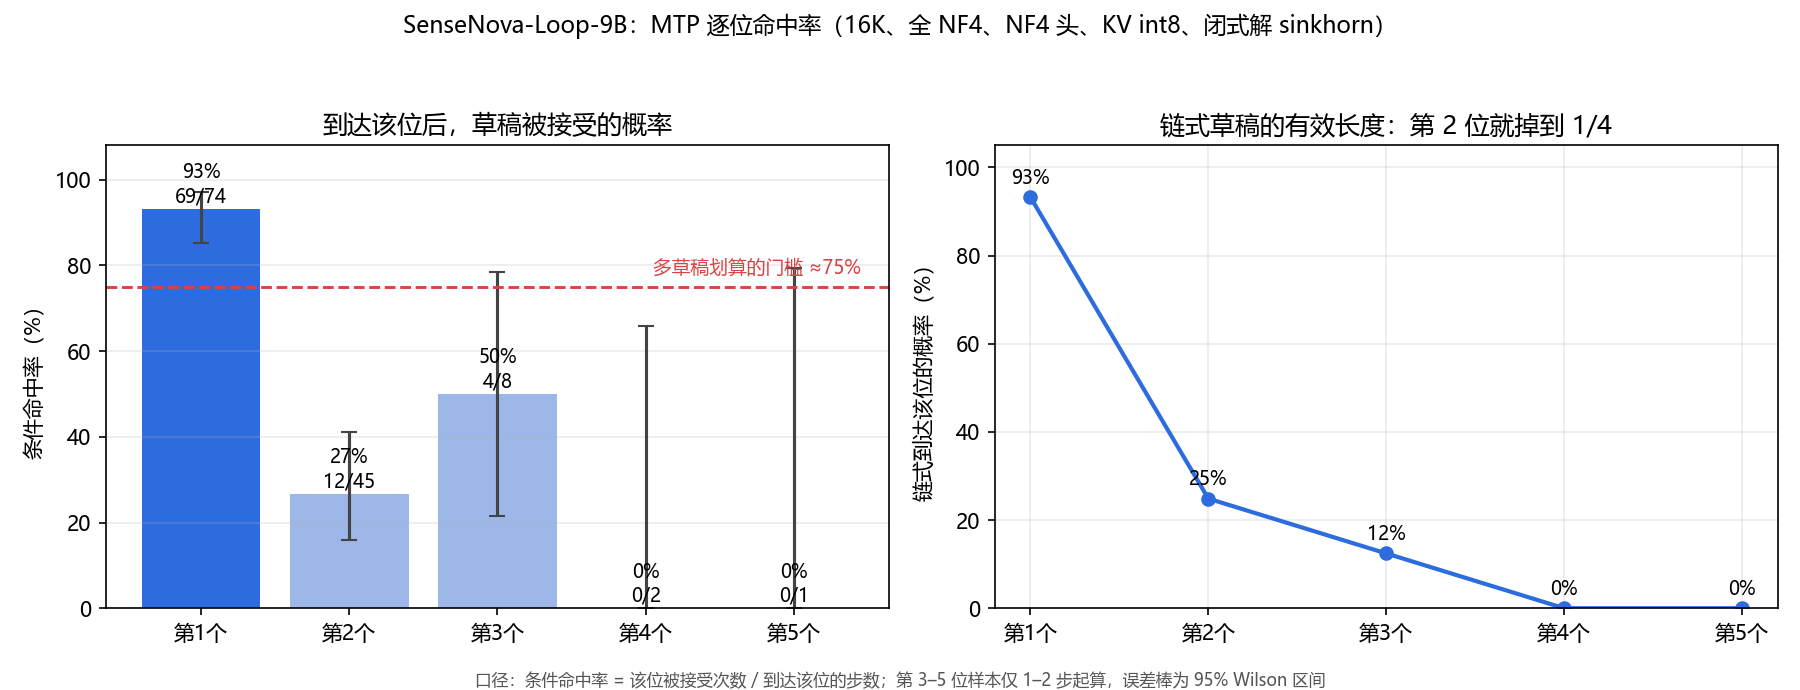 SenseNova-Loop-9B：MTP 逐位命中率（16K、全 NF4、NF4 头、KV int8、闭式解 sinkhorn）
到达该位后，草稿被接受的概率
条件命中率（%）
100
80
60
40
20
0
93%
69/74
27%
12/45
50%
4/8
0%
0/2
0%
0/1
多草稿划算的门槛 ≈75%
第1个
第2个
第3个
第4个
第5个
链式草稿的有效长度：第 2 位就掉到 1/4
链式到达该位的概率（%）
100
80
60
40
20
0
93%
25%
12%
0%
0%
第1个
第2个
第3个
第4个
第5个
口径：条件命中率 = 该位被接受次数 / 到达该位的步数；第 3–5 位样本仅 1–2 步起算，误差棒为 95% Wilson 区间